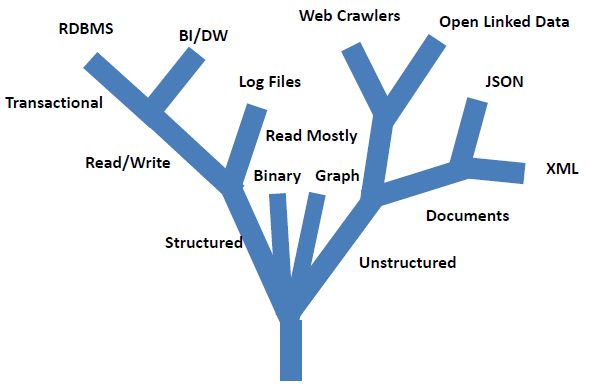 Web Crawlers
Open Linked Data
RDBMS
BI/DW
Log Files
JSON
Transactional
Read Mostly
Read/Write
Binary
Graph
XML
Documents
Structured
Unstructured